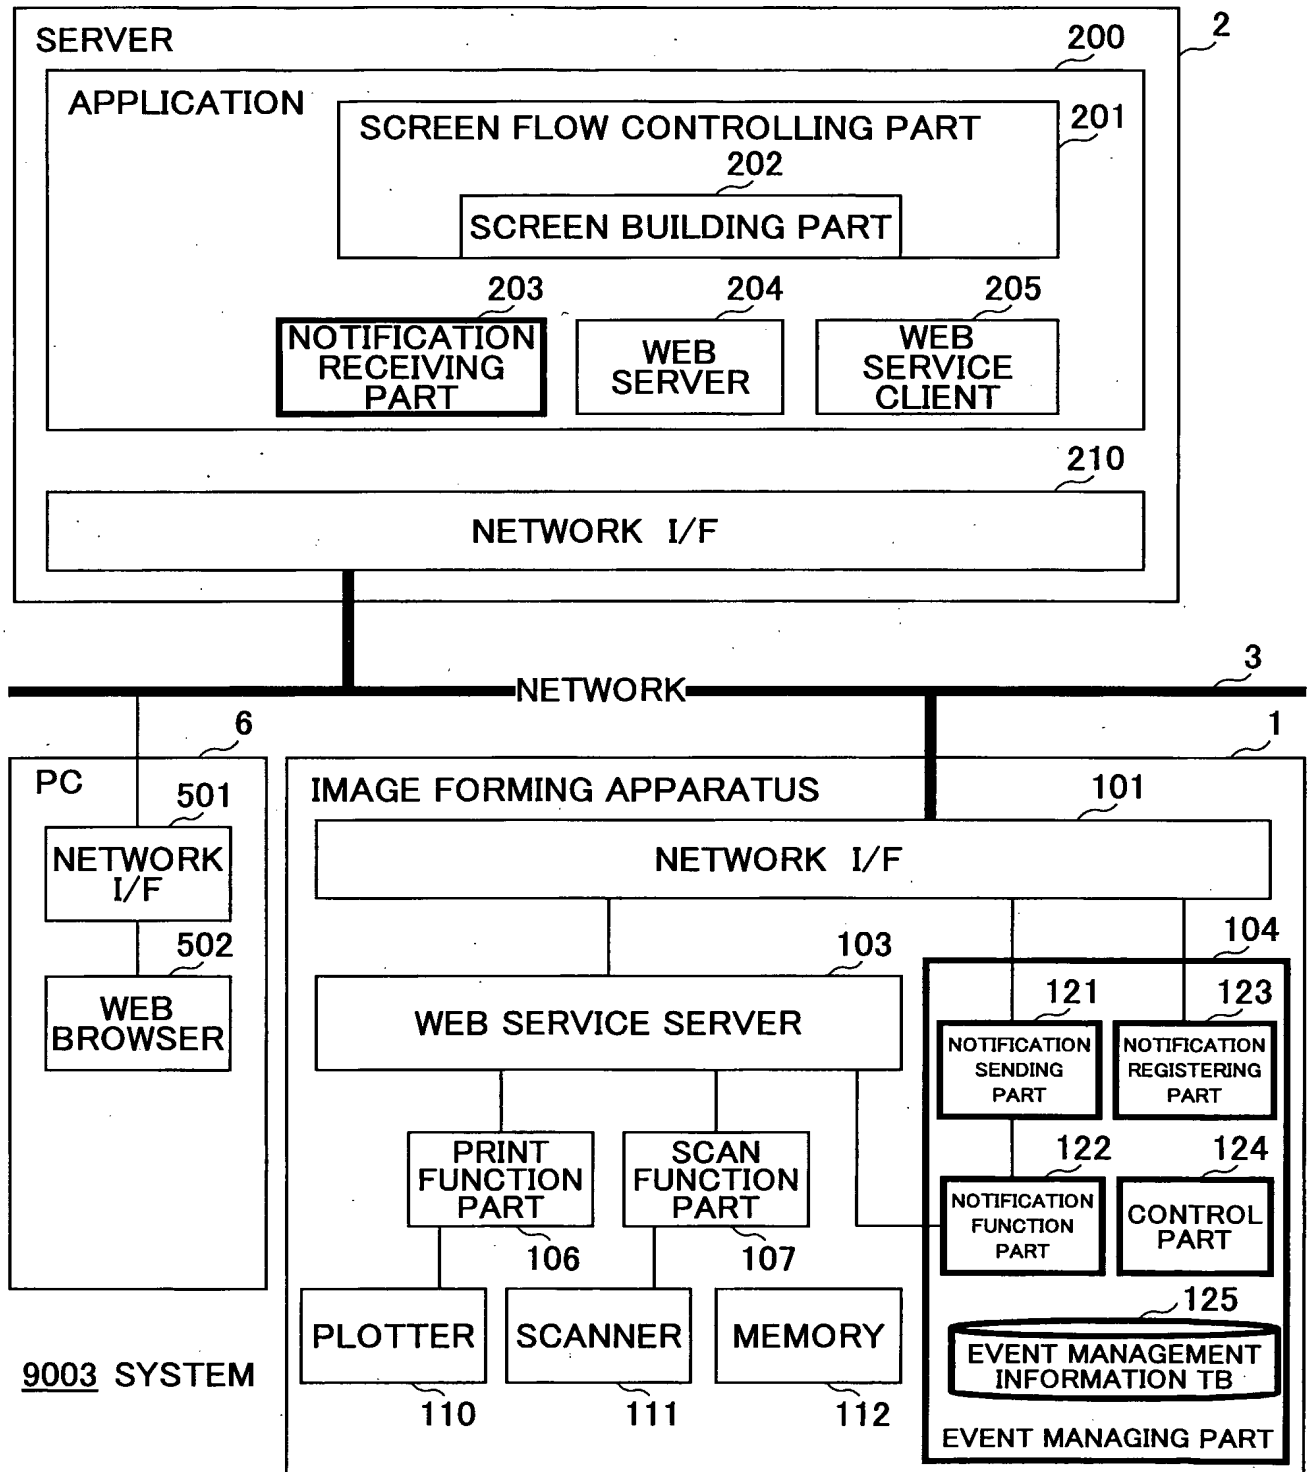 SERVER
2
200
APPLICATION
SCREEN FLOW CONTROLLING PART
201
202
SCREEN BUILDING PART
203
204
205
NOTIFICATION
RECEIVING
PART
WEB
SERVER
WEB
SERVICE
CLIENT
210
NETWORK I/F
NETWORK
3
6
1
PC
501
NETWORK
I/F
502
WEB
BROWSER
IMAGE FORMING APPARATUS
101
NETWORK I/F
103
WEB SERVICE SERVER
104
121
123
NOTIFICATION
SENDING
PART
NOTIFICATION
REGISTERING
PART
PRINT
FUNCTION
PART
SCAN
FUNCTION
PART
106
107
122
124
NOTIFICATION
FUNCTION
PART
CONTROL
PART
PLOTTER
SCANNER
MEMORY
110
111
112
125
EVENT MANAGEMENT
INFORMATION TB
EVENT MANAGING PART
9003 SYSTEM